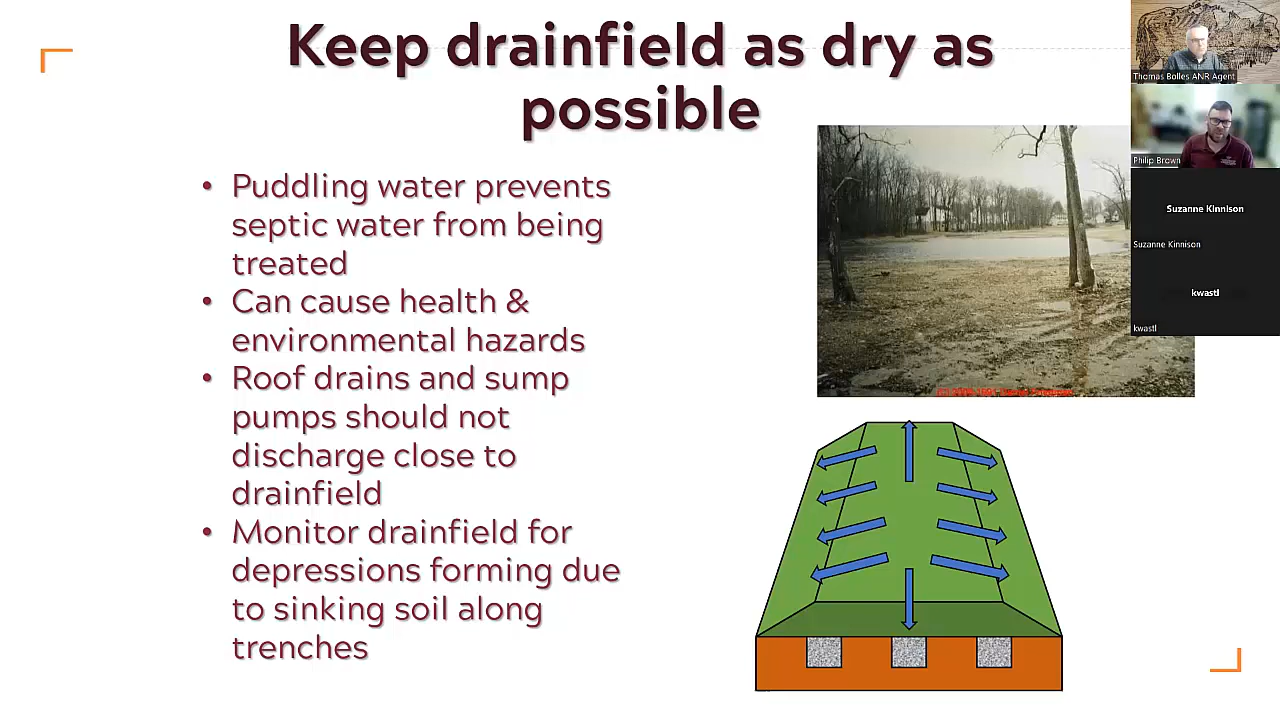 Keep drainfield as dry as
possible
• Puddling water prevents
septic water from being
treated
• Can cause health &
environmental hazards
• Roof drains and sump
pumps should not
discharge close to
drainfield
• Monitor drainfield for
depressions forming due
to sinking soil along
trenches
Thomas Bolles ANR Agent
Philip Brown
Suzanne Kinnison
Suzanne Kinnison
kwastl
kwastl